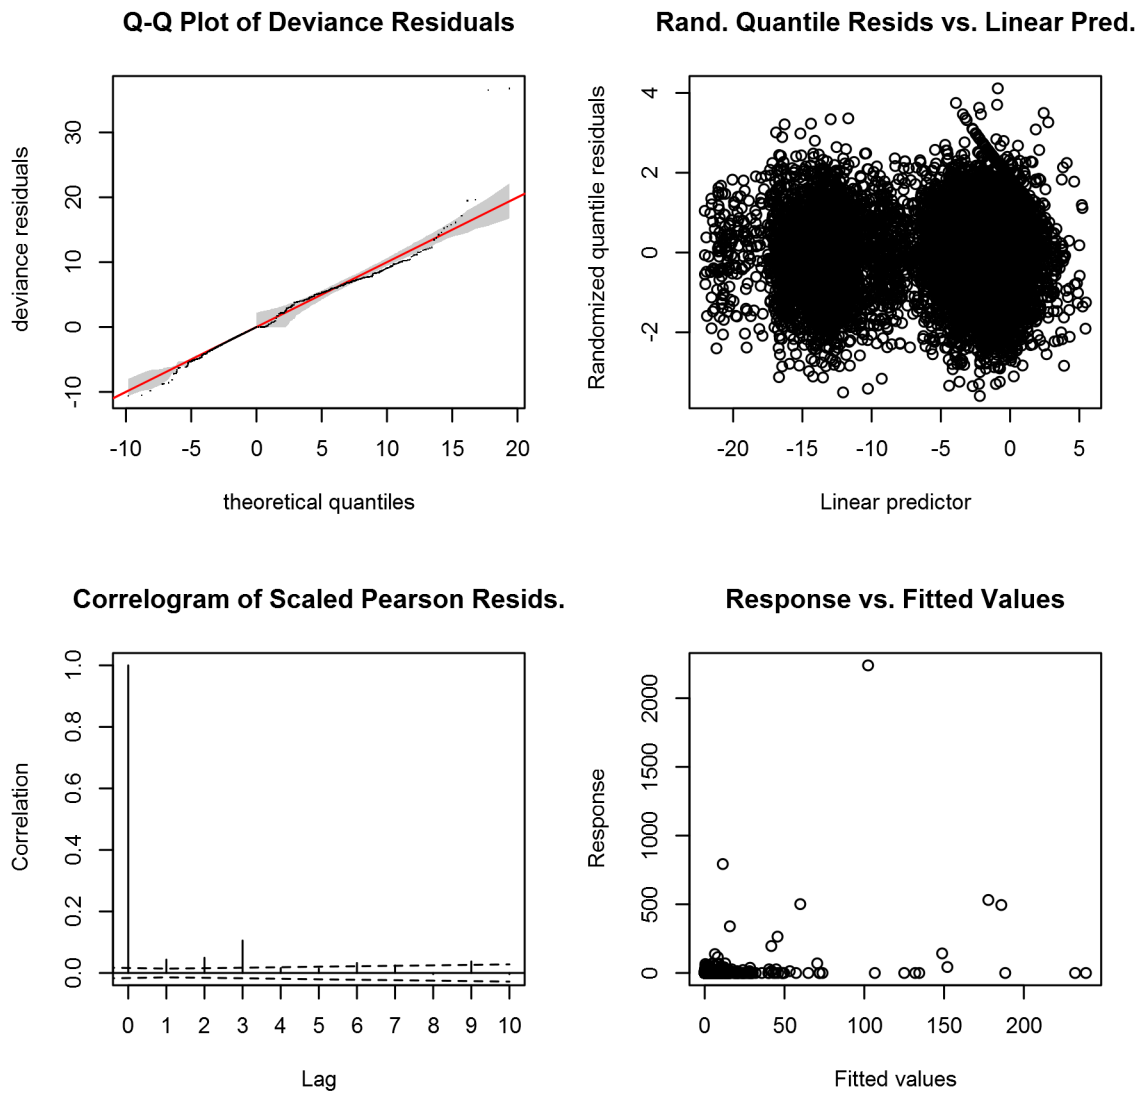 Q-Q Plot of Deviance Residuals
deviance residuals
30
20
10
0
-10
-10 -5 0 5 10 15 20
theoretical quantiles
Rand. Quantile Resids vs. Linear Pred.
Randomized quantile residuals
4
2
0
-2
-20 -15 -10 -5 0 5
Linear predictor
Correlogram of Scaled Pearson Resids.
Correlation
1.0
0.8
0.6
0.4
0.2
0.0
0 1 2 3 4 5 6 7 8 9 10
Lag
Response vs. Fitted Values
Response
2000
1500
1000
500
0
0 50 100 150 200
Fitted values